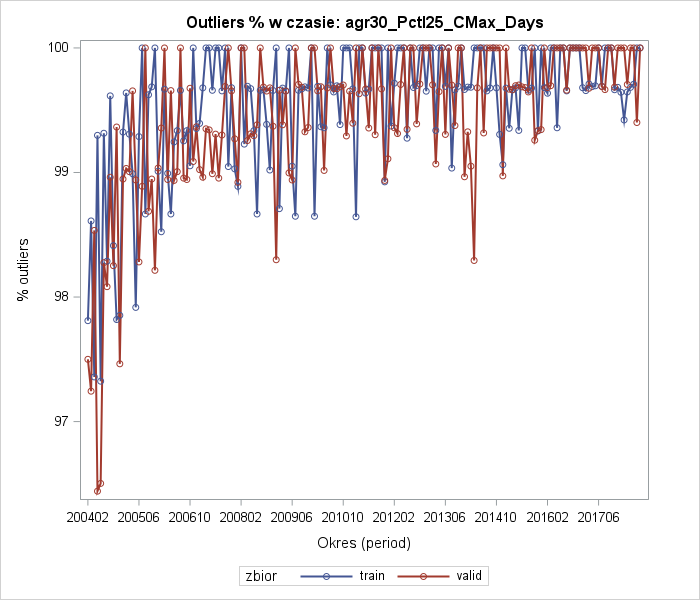 Outliers % w czasie: agr30_Pctl25_CMax_Days
% outliers
100
99
98
97
200402 200506 200610 200802 200906 201010 201202 201306 201410 201602 201706
Okres (period)
zbior train valid